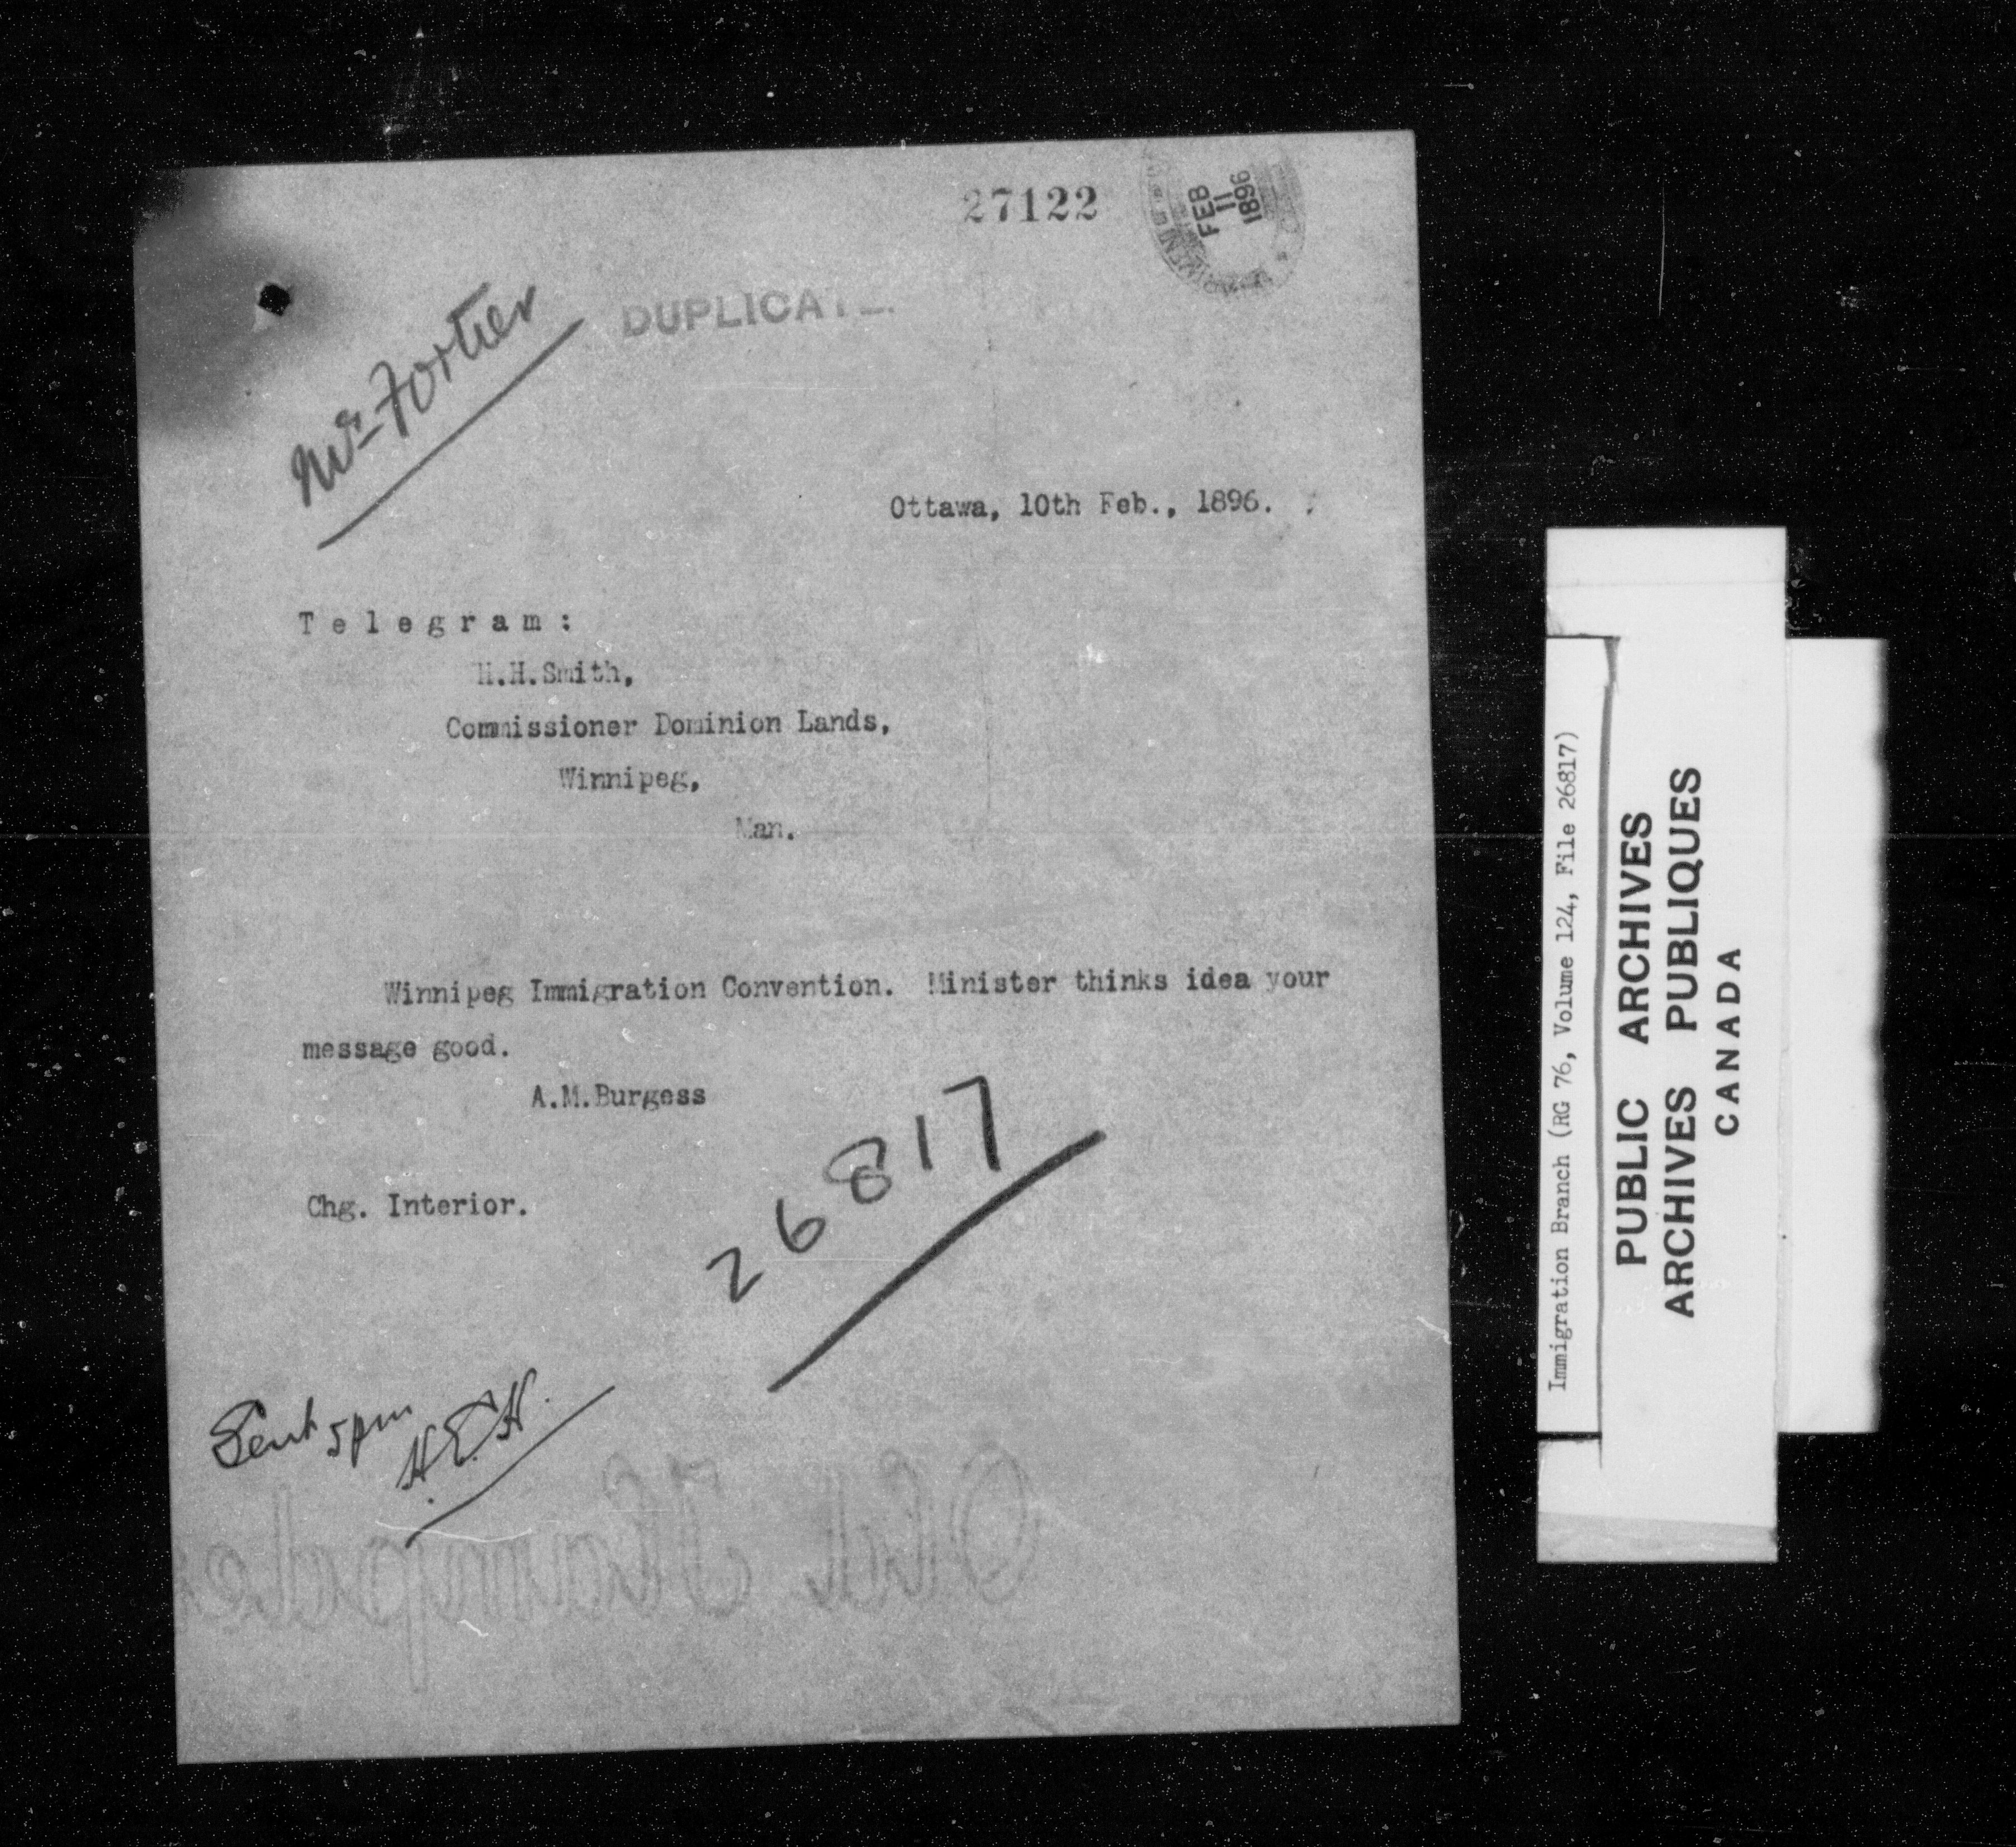 27122
FEB
11
1896
DUPLICATE.
Mr. Fortier
Ottawa, 10th Feb., 1896.
Telegram:
H.H.Smith,
Commissioner Dominion Lands,
Winnipeg,
Man.
Winnipeg Immigration Convention. Minister thinks idea your
message good.
A.M.Burgess
Chg. Interior.
26817
Sent 5pm
H.E.H.
Immigration Branch (RG 76, Volume 124, File 26817)
PUBLIC ARCHIVES
ARCHIVES PUBLIQUES
CANADA